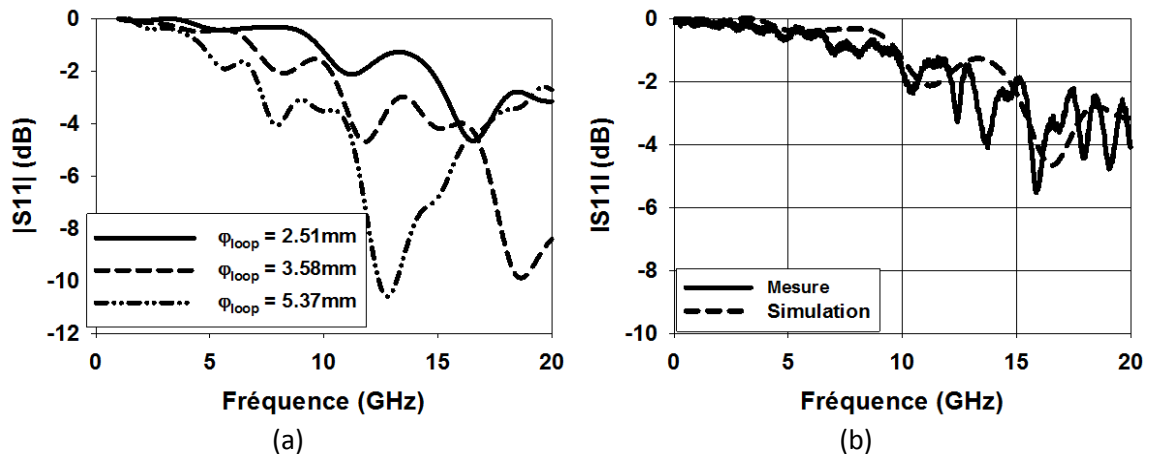 0
-2
-4
-6
-8
-10
-12
|S11| (dB)
φloop = 2.51mm
φloop = 3.58mm
φloop = 5.37mm
0 5 10 15 20
Fréquence (GHz)
(a)
0
-2
-4
-6
-8
-10
IS11I (dB)
Mesure
Simulation
0 5 10 15 20
Fréquence (GHz)
(b)